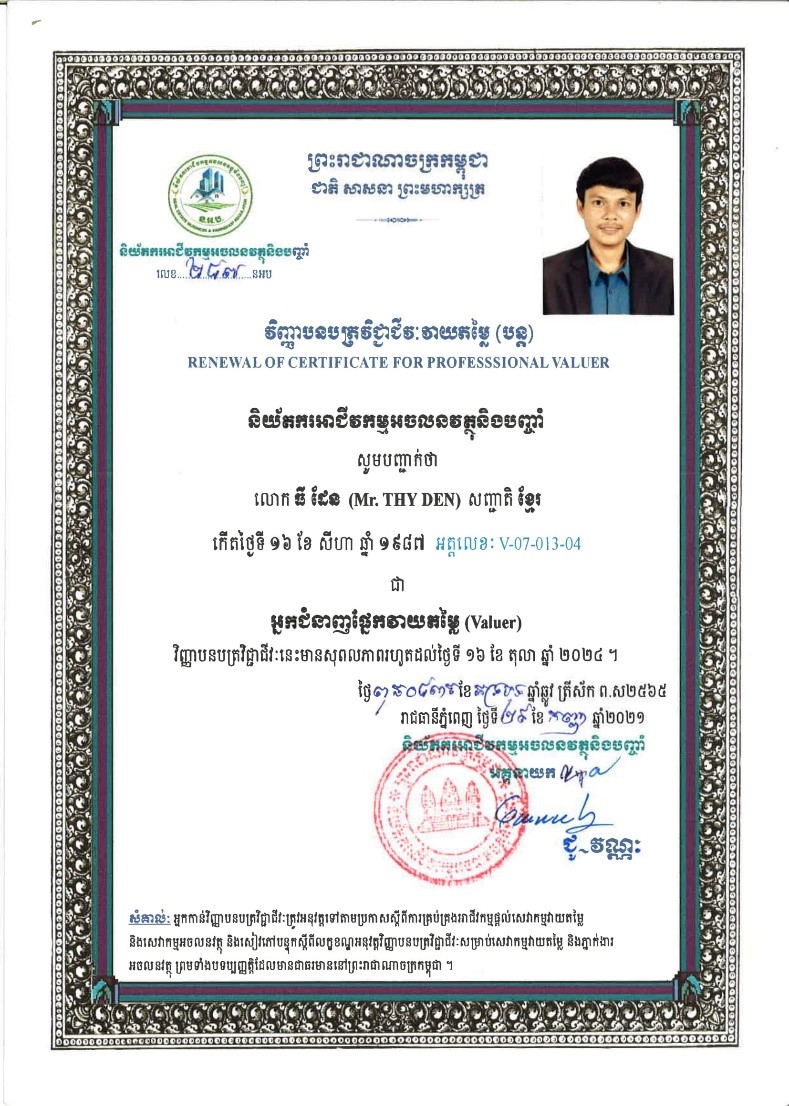 ព្រះរាជាណាចក្រកម្ពុជា
ជាតិ សាសនា ព្រះមហាក្សត្រ
REAL ESTATE BUSINESS & PAWNSHOP REGULATOR
ន.អ.ប
និយ័តករអាជីវកម្មអចលនវត្ថុនិងបញ្ចាំ
លេខ....២៤៧....នអប
វិញ្ញាបនបត្រវិជ្ជាជីវៈវាយតម្លៃ (បន្ត)
RENEWAL OF CERTIFICATE FOR PROFESSSIONAL VALUER
និយ័តករអាជីវកម្មអចលនវត្ថុនិងបញ្ចាំ
សូមបញ្ជាក់ថា
លោក ធី ដែន (Mr. THY DEN) សញ្ជាតិ ខ្មែរ
កើតថ្ងៃទី ១៦ ខែ សីហា ឆ្នាំ ១៩៨៧ អត្តលេខៈ V-07-013-04
ជា
អ្នកជំនាញផ្នែកវាយតម្លៃ (Valuer)
វិញ្ញាបនបត្រវិជ្ជាជីវៈនេះមានសុពលភាពរហូតដល់ថ្ងៃទី ១៦ ខែ តុលា ឆ្នាំ ២០២៤ ។
ថ្ងៃ ខែ ឆ្នាំឆ្លូវ ត្រីស័ក ព.ស២៥៦៥
រាជធានីភ្នំពេញ ថ្ងៃទី ២៩ ខែ កញ្ញា ឆ្នាំ២០២១
និយ័តករអាជីវកម្មអចលនវត្ថុនិងបញ្ចាំ
អគ្គនាយក
ជូ វណ្ណៈ
សំគាល់: អ្នកកាន់វិញ្ញាបនបត្រវិជ្ជាជីវៈត្រូវអនុវត្តទៅតាមប្រកាសស្តីពីការគ្រប់គ្រងអាជីវកម្មផ្តល់សេវាកម្មវាយតម្លៃ
និងសេវាកម្មអចលនវត្ថុ និងសៀវភៅបន្ទុកស្តីពីលក្ខខណ្ឌអនុវត្តវិញ្ញាបនបត្រវិជ្ជាជីវៈសម្រាប់សេវាកម្មវាយតម្លៃ និងភ្នាក់ងារ
អចលនវត្ថុ ព្រមទាំងបទប្បញ្ញត្តិដែលមានជាធរមាននៅព្រះរាជាណាចក្រកម្ពុជា ។